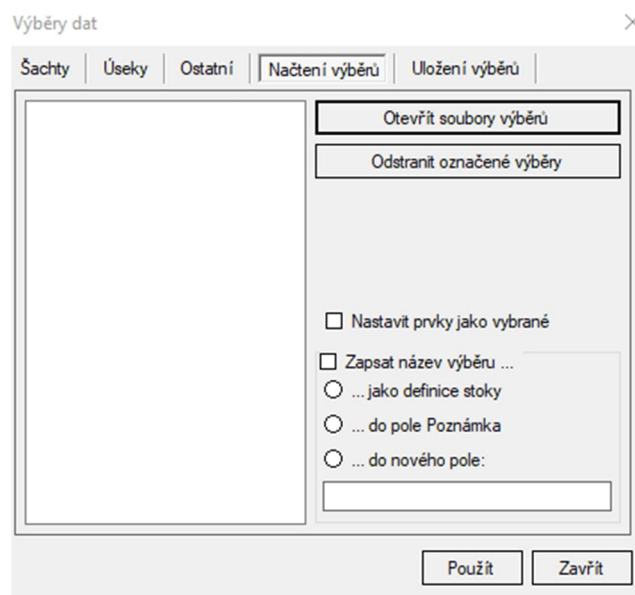 Výběry dat
Šachty Úseky Ostatní Načtení výběrů Uložení výběrů
Otevřít soubory výběrů
Odstranit označené výběry
Nastavit prvky jako vybrané
Zapsat název výběru ...
... jako definice stoky
... do pole Poznámka
... do nového pole:
Použít Zavřít